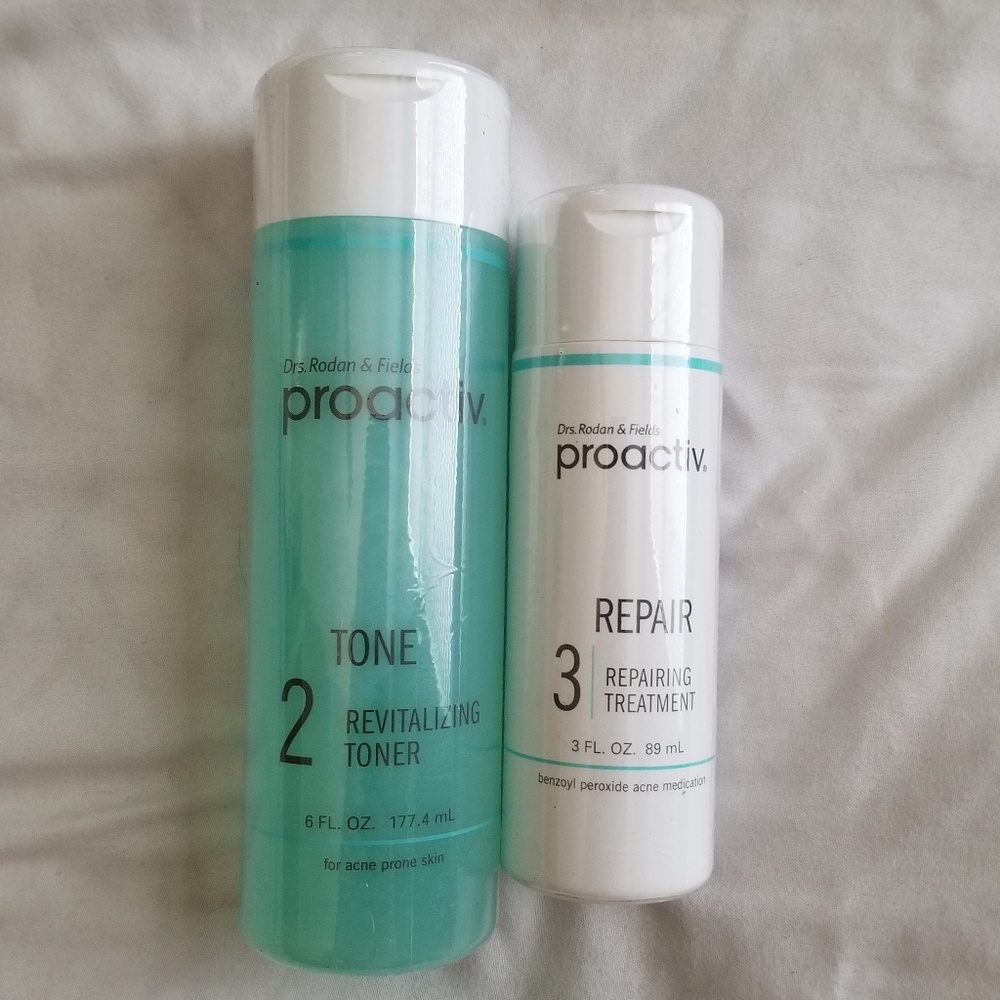 Drs. Rodan & Fields
proactiv®
TONE
2
REVITALIZING
TONER
6 FL. OZ. 177.4 mL
for acne prone skin
Drs. Rodan & Fields
proactiv®
REPAIR
3
REPAIRING
TREATMENT
3 FL. OZ. 89 mL
benzoyl peroxide acne medication